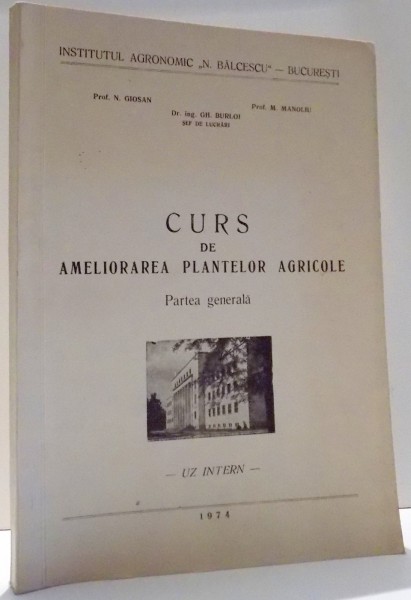 INSTITUTUL AGRONOMIC „N. BĂLCESCU" — BUCUREȘTI
Prof. N. GIOSAN
Prof. M. MANOLIU
Dr. ing. GH. BURLOI
ȘEF DE LUCRĂRI
CURS
DE
AMELIORAREA PLANTELOR AGRICOLE
Partea generală
— UZ INTERN —
1974